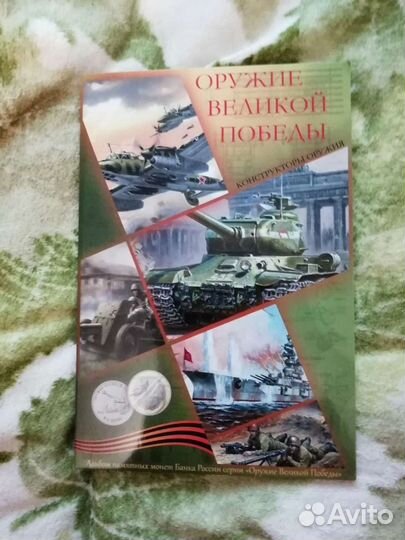 ОРУЖИЕ
ВЕЛИКОЙ
ПОБЕДЫ
КОНСТРУКТОРЫ ОРУЖИЯ
Альбом памятных монет Банка России серия «Оружие Великой Победы»
Avito